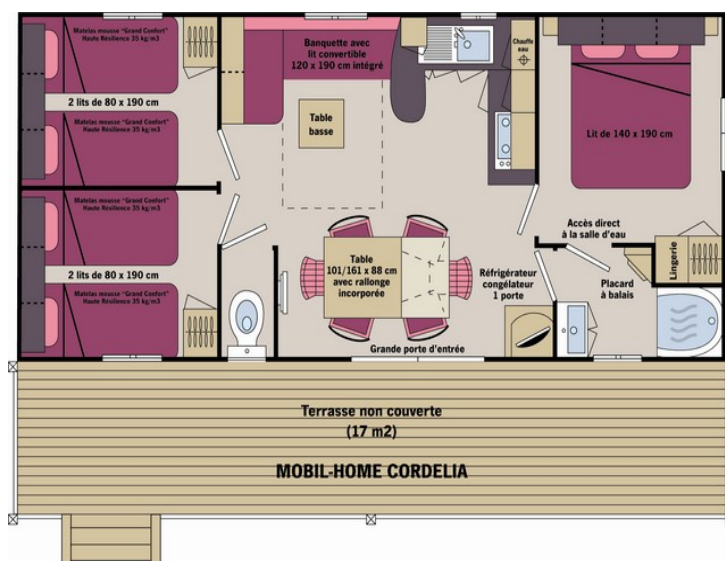 Matelas mousse "Grand Confort"
Haute Résilience 35 kg/m3
2 lits de 80 x 190 cm
Matelas mousse "Grand Confort"
Haute Résilience 35 kg/m3
Banquette avec
lit convertible
120 x 190 cm intégré
Table
basse
Chauffe
eau
Lit de 140 x 190 cm
Matelas mousse "Grand Confort"
Haute Résilience 35 kg/m3
2 lits de 80 x 190 cm
Matelas mousse "Grand Confort"
Haute Résilience 35 kg/m3
Table
101/161 x 88 cm
avec rallonge
incorporée
Réfrigérateur
congélateur
1 porte
Accès direct
à la salle d'eau
Lingerie
Placard
à balais
Grande porte d'entrée
Terrasse non couverte
(17 m2)
MOBIL-HOME CORDELIA